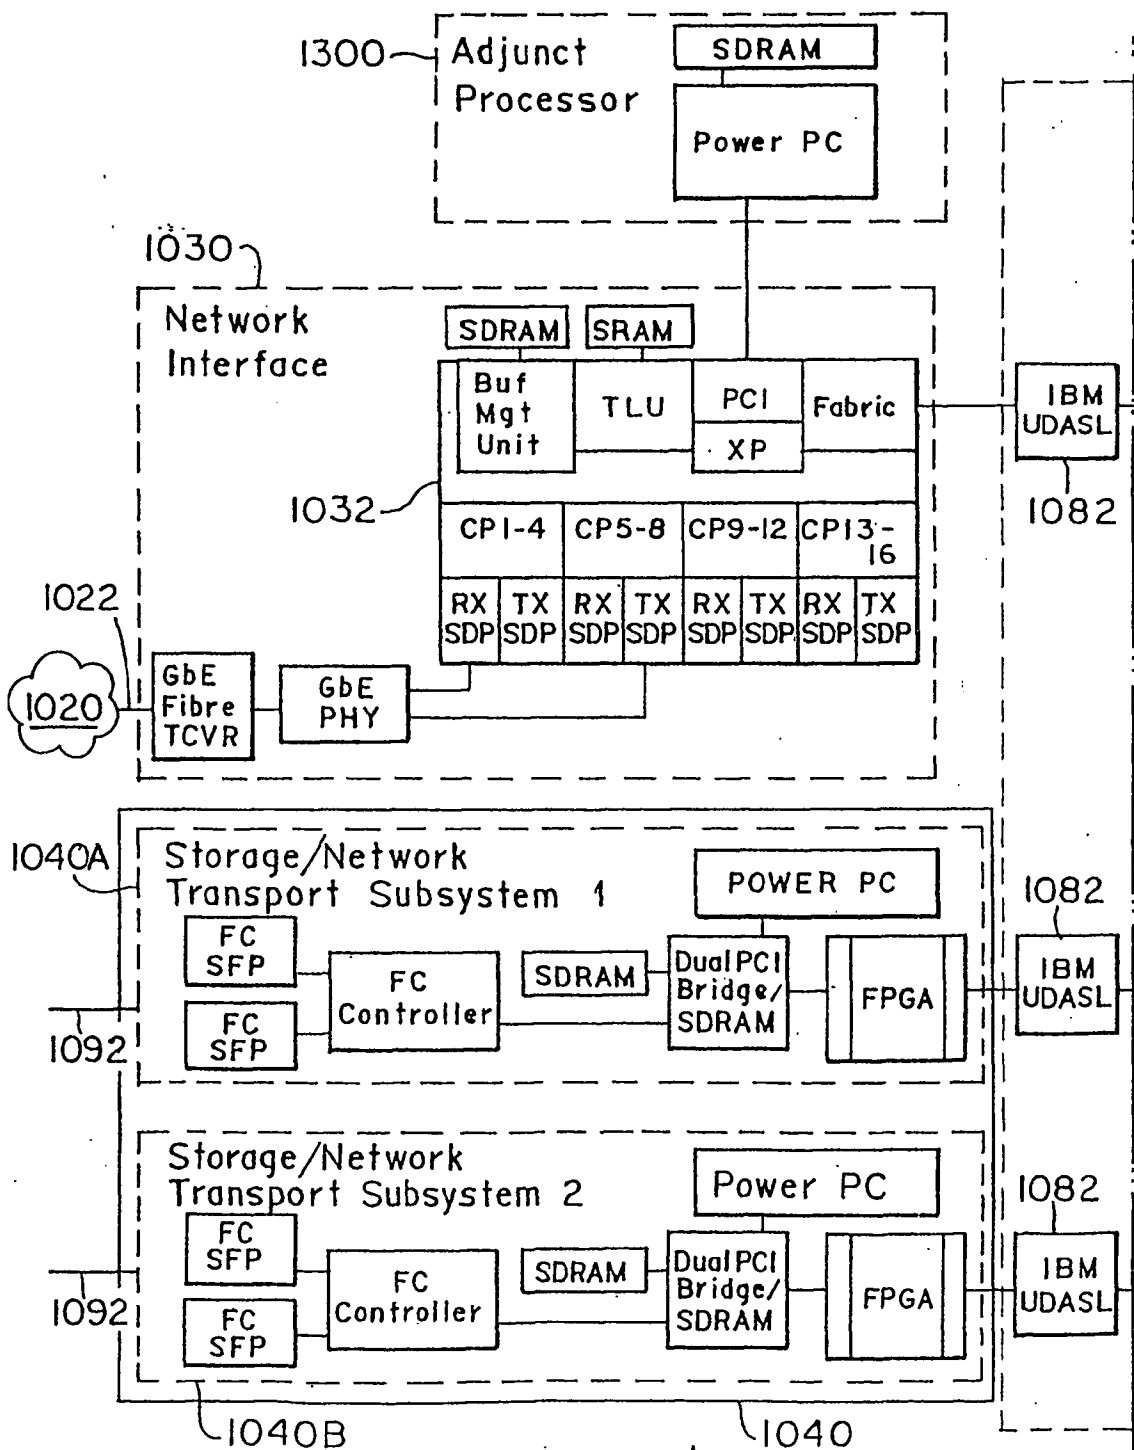 1300
Adjunct
Processor
SDRAM
Power PC
1030
Network
Interface
SDRAM
SRAM
Buf
Mgt
Unit
TLU
PCI
XP
Fabric
IBM
UDASL
1082
1032
CP1-4
CP5-8
CP9-12
CP13-
16
RX
SDP
TX
SDP
RX
SDP
TX
SDP
RX
SDP
TX
SDP
RX
SDP
TX
SDP
1022
1020
GbE
Fibre
TCVR
GbE
PHY
1040A
Storage/Network
Transport Subsystem 1
POWER PC
FC
SFP
FC
SFP
FC
Controller
SDRAM
Dual PCI
Bridge/
SDRAM
FPGA
1082
IBM
UDASL
1092
Storage/Network
Transport Subsystem 2
Power PC
FC
SFP
FC
SFP
FC
Controller
SDRAM
Dual PCI
Bridge/
SDRAM
FPGA
1082
IBM
UDASL
1092
1040B
1040